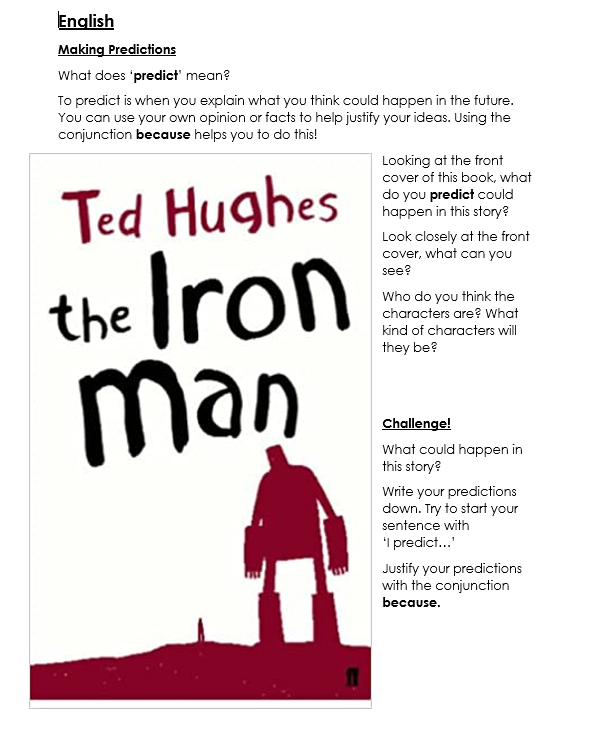 English
Making Predictions
What does ‘predict’ mean?
To predict is when you explain what you think could happen in the future.
You can use your own opinion or facts to help justify your ideas. Using the
conjunction because helps you to do this!
Ted Hughes
the Iron
man
Looking at the front
cover of this book, what
do you predict could
happen in this story?
Look closely at the front
cover, what can you
see?
Who do you think the
characters are? What
kind of characters will
they be?
Challenge!
What could happen in
this story?
Write your predictions
down. Try to start your
sentence with
‘I predict…’
Justify your predictions
with the conjunction
because.
ff